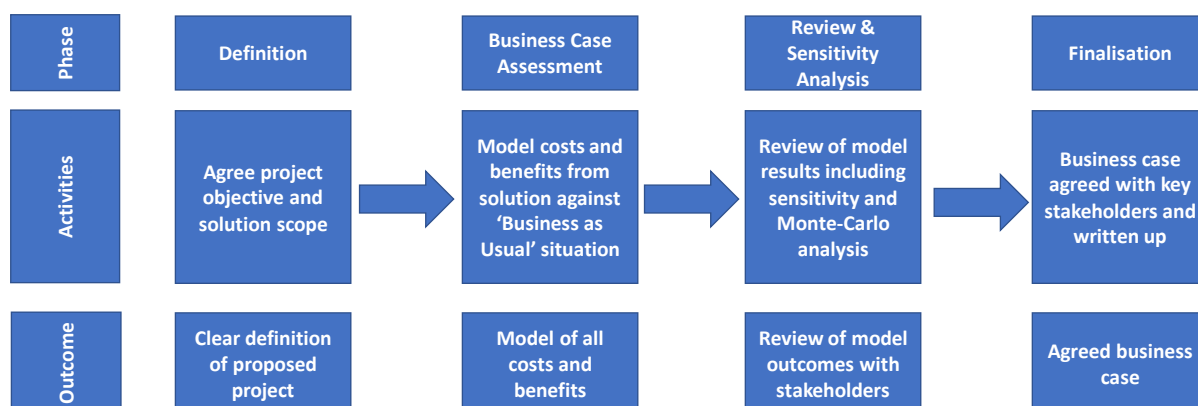 Phase
Definition
Business Case
Assessment
Review &
Sensitivity
Analysis
Finalisation
Activities
Agree project
objective and
solution scope
Model costs and
benefits from
solution against
‘Business as
Usual’ situation
Review of model
results including
sensitivity and
Monte-Carlo
analysis
Business case
agreed with key
stakeholders and
written up
Outcome
Clear definition
of proposed
project
Model of all
costs and
benefits
Review of model
outcomes with
stakeholders
Agreed business
case